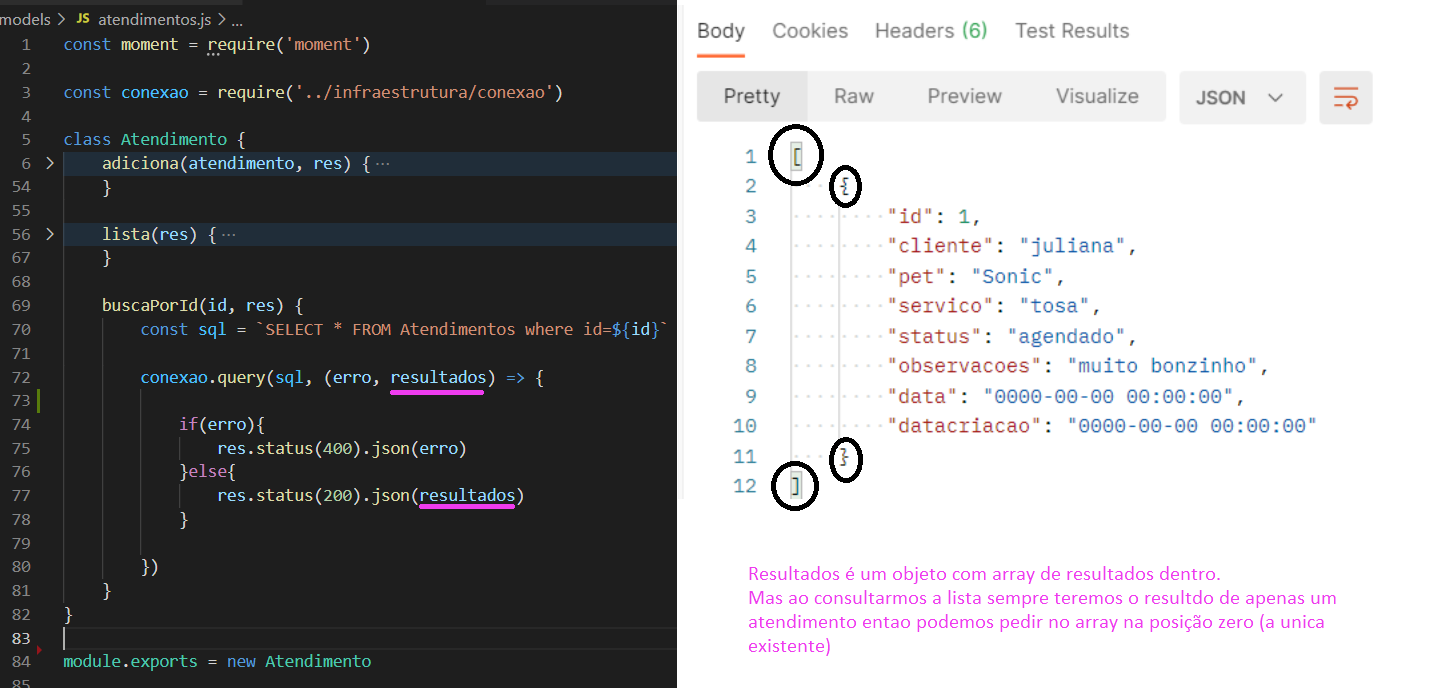 models > JS atendimentos.js > ...
1 const moment = require('moment')
2
3 const conexao = require('../infraestrutura/conexao')
4
5 class Atendimento {
6 adiciona(atendimento, res) { ...
54 }
55
56 lista(res) { ...
67 }
68
69 buscaPorId(id, res) {
70 const sql = `SELECT * FROM Atendimentos where id=${id}`
71
72 conexao.query(sql, (erro, resultados) => {
73
74 if(erro){
75 res.status(400).json(erro)
76 }else{
77 res.status(200).json(resultados)
78 }
79
80 })
81 }
82 }
83
84 module.exports = new Atendimento
85
Body Cookies Headers (6) Test Results
Pretty Raw Preview Visualize JSON
1 [
2 {
3 "id": 1,
4 "cliente": "juliana",
5 "pet": "Sonic",
6 "servico": "tosa",
7 "status": "agendado",
8 "observacoes": "muito bonzinho",
9 "data": "0000-00-00 00:00:00",
10 "datacriacao": "0000-00-00 00:00:00"
11 }
12 ]
Resultados é um objeto com array de resultados dentro.
Mas ao consultarmos a lista sempre teremos o resultdo de apenas um
atendimento entao podemos pedir no array na posição zero (a unica
existente)